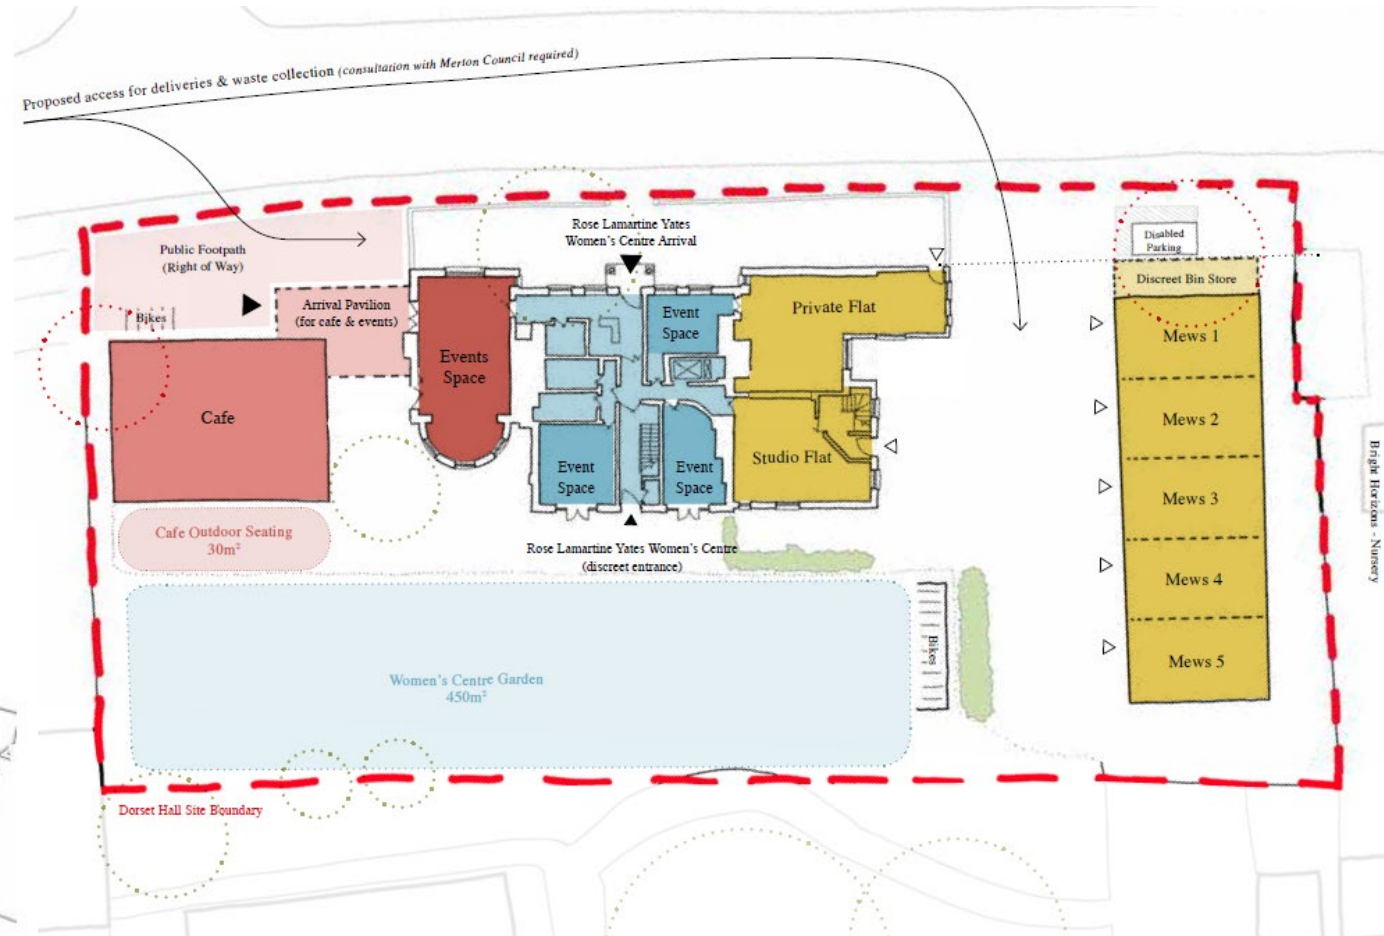 Proposed access for deliveries & waste collection (consultation with Merton Council required)
Public Footpath
(Right of Way)
Rose Lamartine Yates
Women's Centre Arrival
Disabled
Parking
Discreet Bin Store
Bikes
Arrival Pavilion
(for cafe & events)
Event
Space
Private Flat
Mews 1
Events
Space
Cafe
Mews 2
Event
Space
Event
Space
Studio Flat
Mews 3
Bright Horizons - Nursery
Cafe Outdoor Seating
30m²
Rose Lamartine Yates Women's Centre
(discreet entrance)
Mews 4
Bikes
Mews 5
Women's Centre Garden
450m²
Dorset Hall Site Boundary